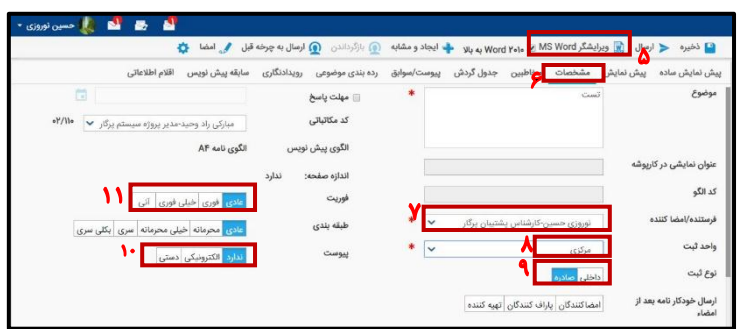 حسین نوروزی
ذخیره ارسال ویرایشگر MS Word Word ۲۰۱۰ به بالا ایجاد و مشابه بازگرداندن ارسال به چرخه قبل امضا
۵
پیش نمایش ساده پیش نمایش مشخصات مخاطبین جدول گردش پیوست/سوابق رده بندی موضوعی رویدادنگاری سابقه پیش نویس اقلام اطلاعاتی
۶
موضوع * تست مهلت پاسخ
کد مکاتباتی مبارکی راد وحید-مدیر پروژه سیستم پرگار ۰۲/۱۱۰
الگوی پیش نویس الگوی نامه A۴
عنوان نمایشی در کارپوشه اندازه صفحه: ندارد
کد الگو فوریت عادی فوری خیلی فوری آنی ۱۱
فرستنده/امضا کننده نوروزی حسین-کارشناس پشتیبان پرگار * ۷ طبقه بندی عادی محرمانه خیلی محرمانه سری بکلی سری
واحد ثبت مرکزی * ۸ پیوست ندارد الکترونیکی دستی ۱۰
نوع ثبت داخلی صادره ۹
ارسال خودکار نامه بعد از امضاء امضاکنندگان پاراف کنندگان تهیه کننده